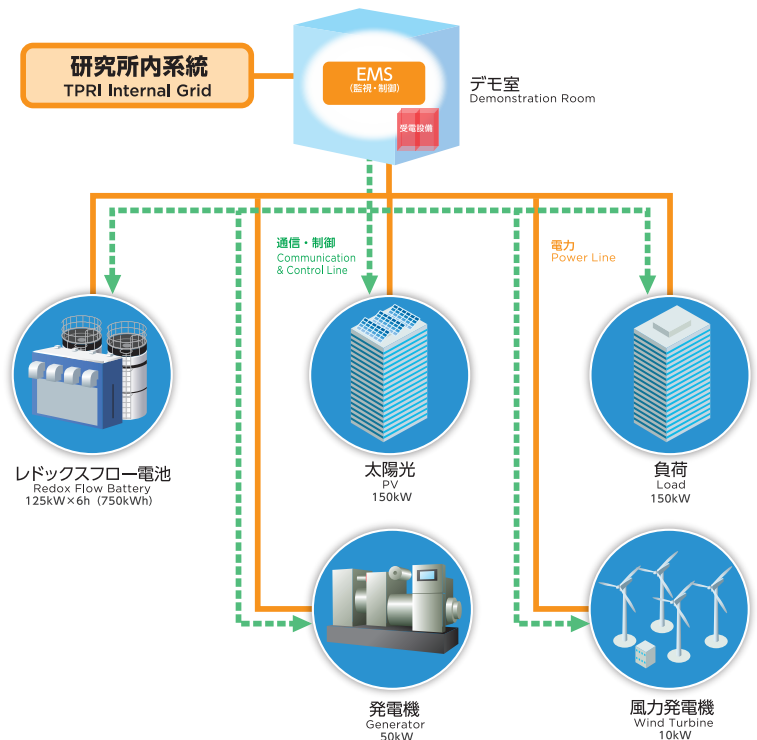 研究所内系統
TPRI Internal Grid
EMS
(監視・制御)
受電設備
デモ室
Demonstration Room
通信・制御
Communication
& Control Line
電力
Power Line
レドックスフロー電池
Redox Flow Battery
125kW×6h (750kWh)
太陽光
PV
150kW
負荷
Load
150kW
発電機
Generator
50kW
風力発電機
Wind Turbine
10kW